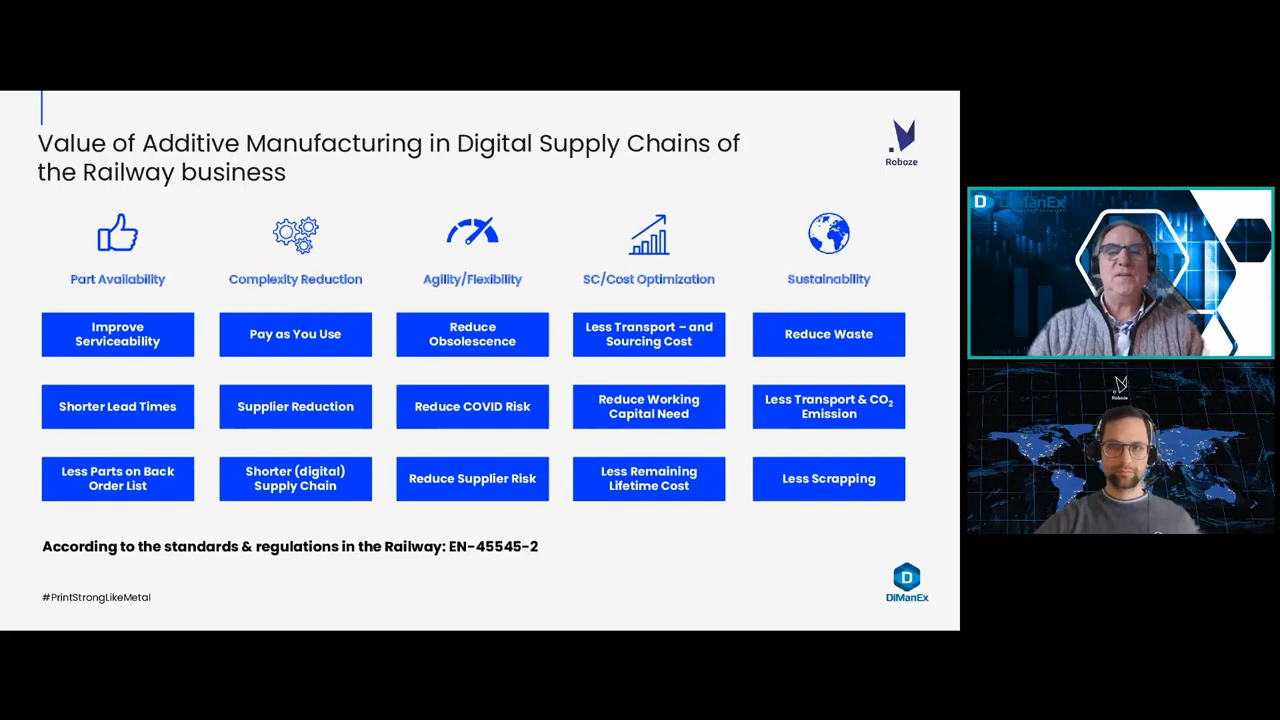 Value of Additive Manufacturing in Digital Supply Chains of
the Railway business
Roboze
Part Availability
Complexity Reduction
Agility/Flexibility
SC/Cost Optimization
Sustainability
Improve
Serviceability
Pay as You Use
Reduce
Obsolescence
Less Transport – and
Sourcing Cost
Reduce Waste
Shorter Lead Times
Supplier Reduction
Reduce COVID Risk
Reduce Working
Capital Need
Less Transport & CO₂
Emission
Less Parts on Back
Order List
Shorter (digital)
Supply Chain
Reduce Supplier Risk
Less Remaining
Lifetime Cost
Less Scrapping
According to the standards & regulations in the Railway: EN-45545-2
#PrintStrongLikeMetal
D
DiManEx
D DiManEx
Roboze